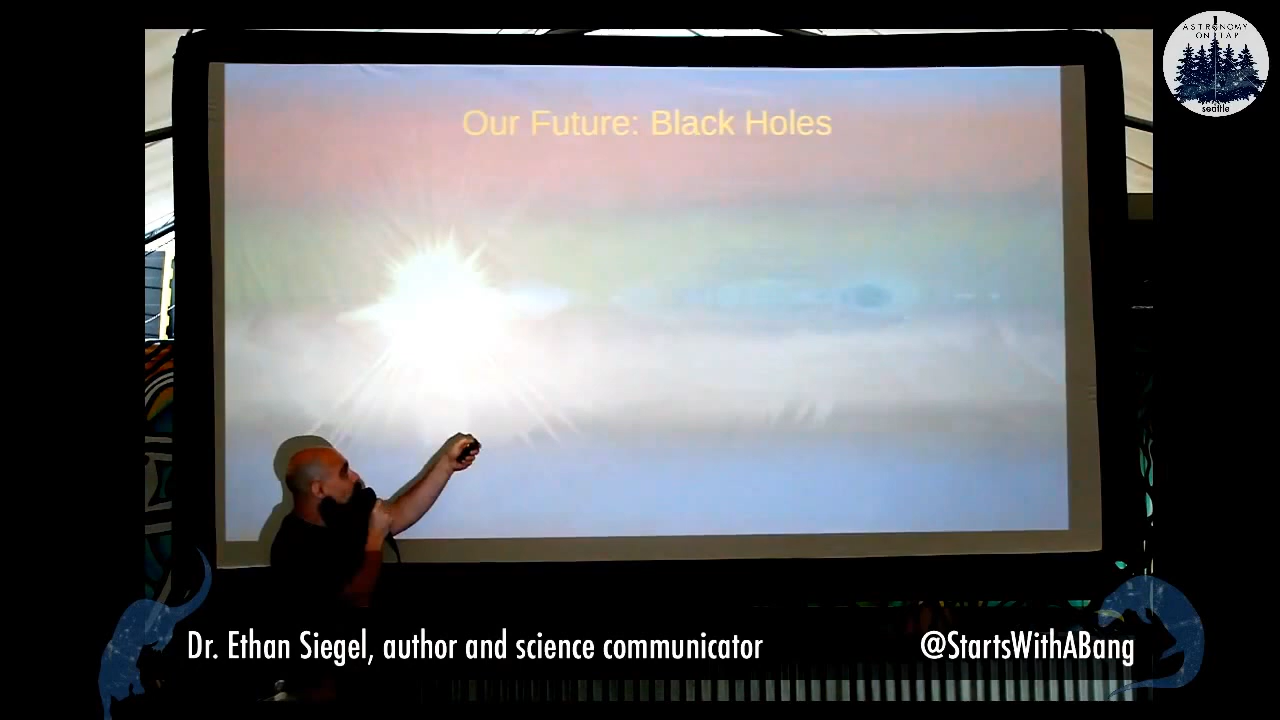 ASTRONOMY
ON TAP
seattle
Our Future: Black Holes
Dr. Ethan Siegel, author and science communicator
@StartsWithABang